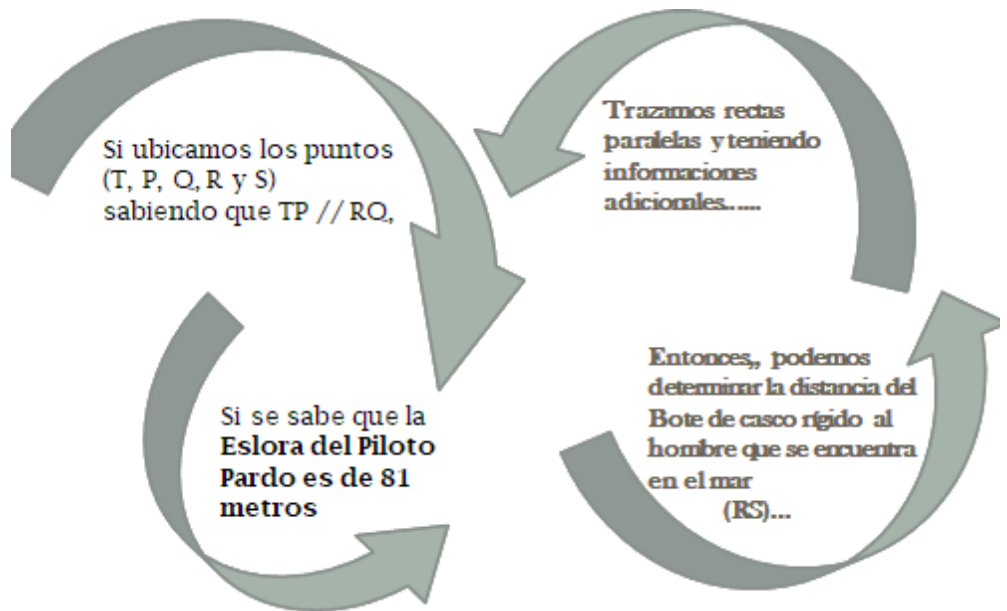 Si ubicamos los puntos
(T, P, Q, R y S)
sabiendo que TP // RQ,
Si se sabe que la
Eslora del Piloto
Pardo es de 81
metros
Trazamos rectas
paralelas y teniendo
informaciones
adicionales......
Entonces,, podemos
determinar la distancia del
Bote de casco rígido al
hombre que se encuentra
en el mar
(RS)...